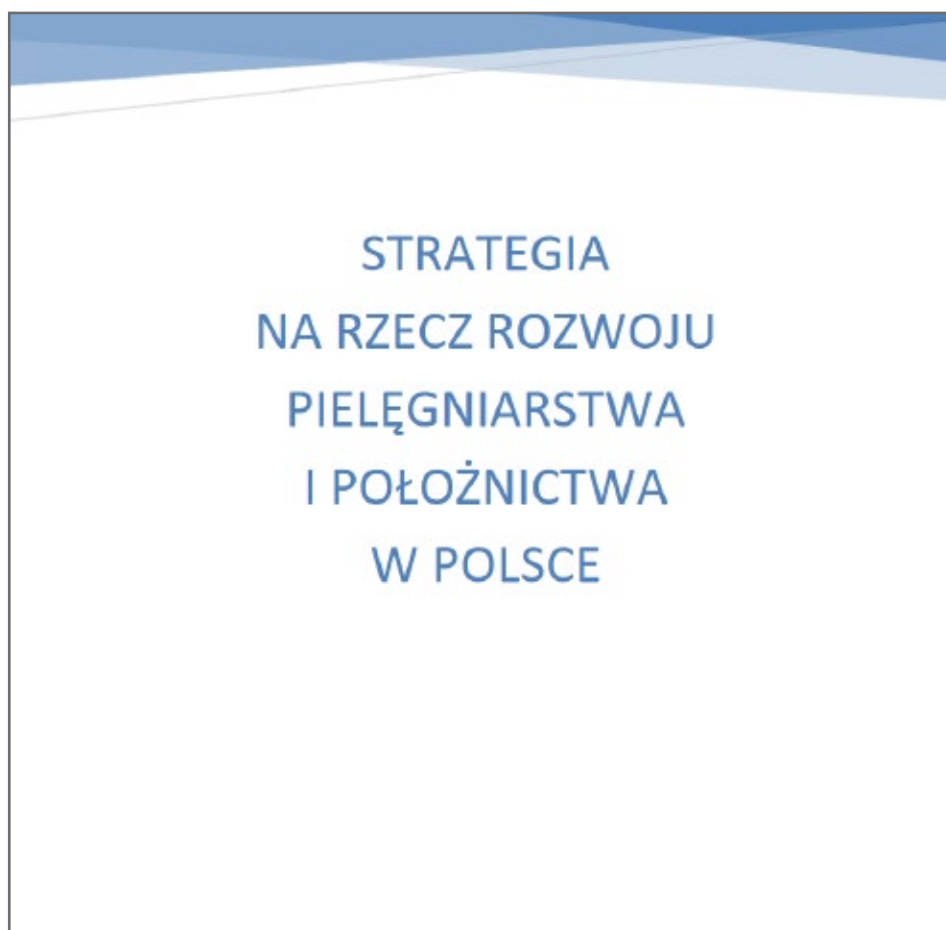 STRATEGIA
NA RZECZ ROZWOJU
PIELĘGNIARSTWA
I POŁOŻNICTWA
W POLSCE